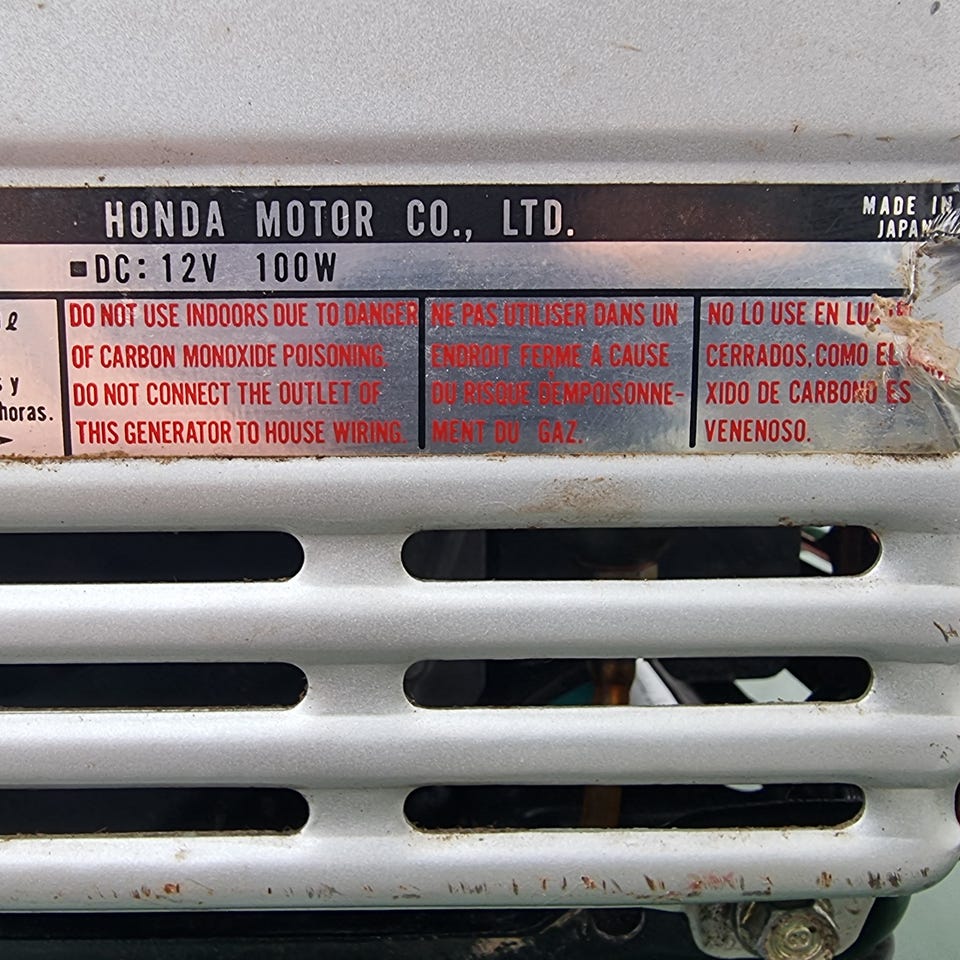 HONDA MOTOR CO., LTD.
MADE IN
JAPAN
■DC: 12V 100W
ℓ
y
horas.
DO NOT USE INDOORS DUE TO DANGER
OF CARBON MONOXIDE POISONING
DO NOT CONNECT THE OUTLET OF
THIS GENERATOR TO HOUSE WIRING.
NE PAS UTILISER DANS UN
ENDROIT FERME A CAUSE
DU RISQUE D'EMPOISONNE-
MENT DU GAZ.
NO LO USE EN
CERRADOS, COMO EL
XIDO DE CARBONO ES
VENENOSO.